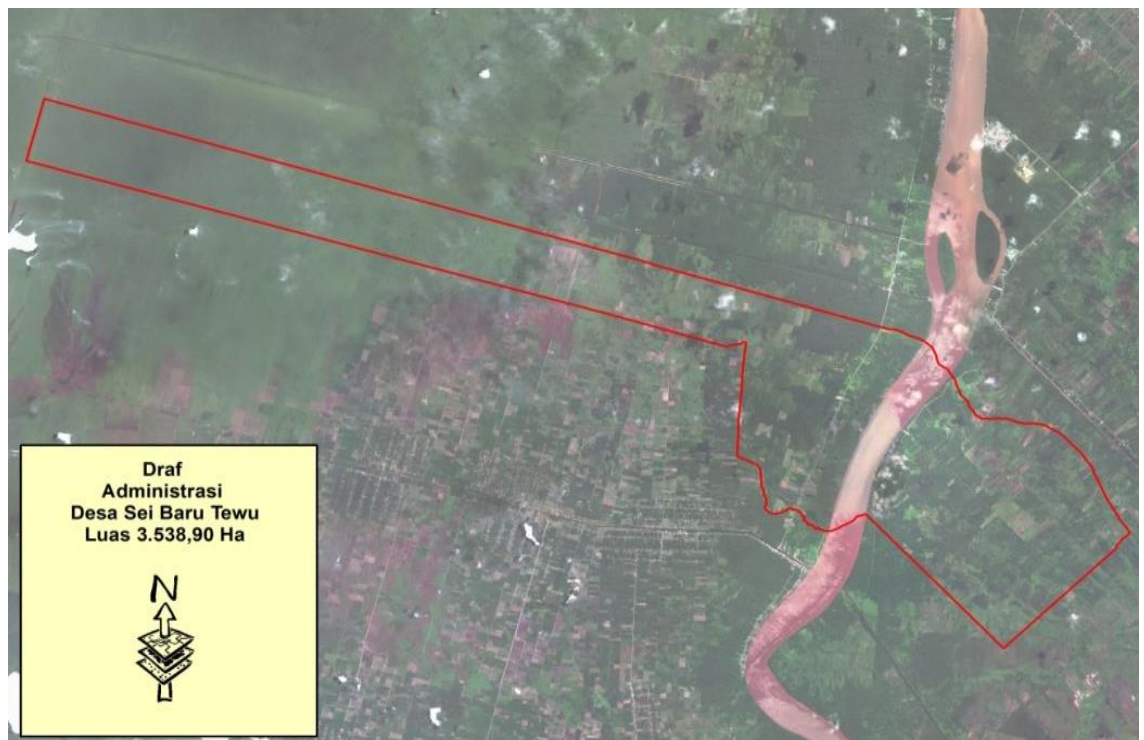 Draf
Administrasi
Desa Sei Baru Tewu
Luas 3.538,90 Ha
N